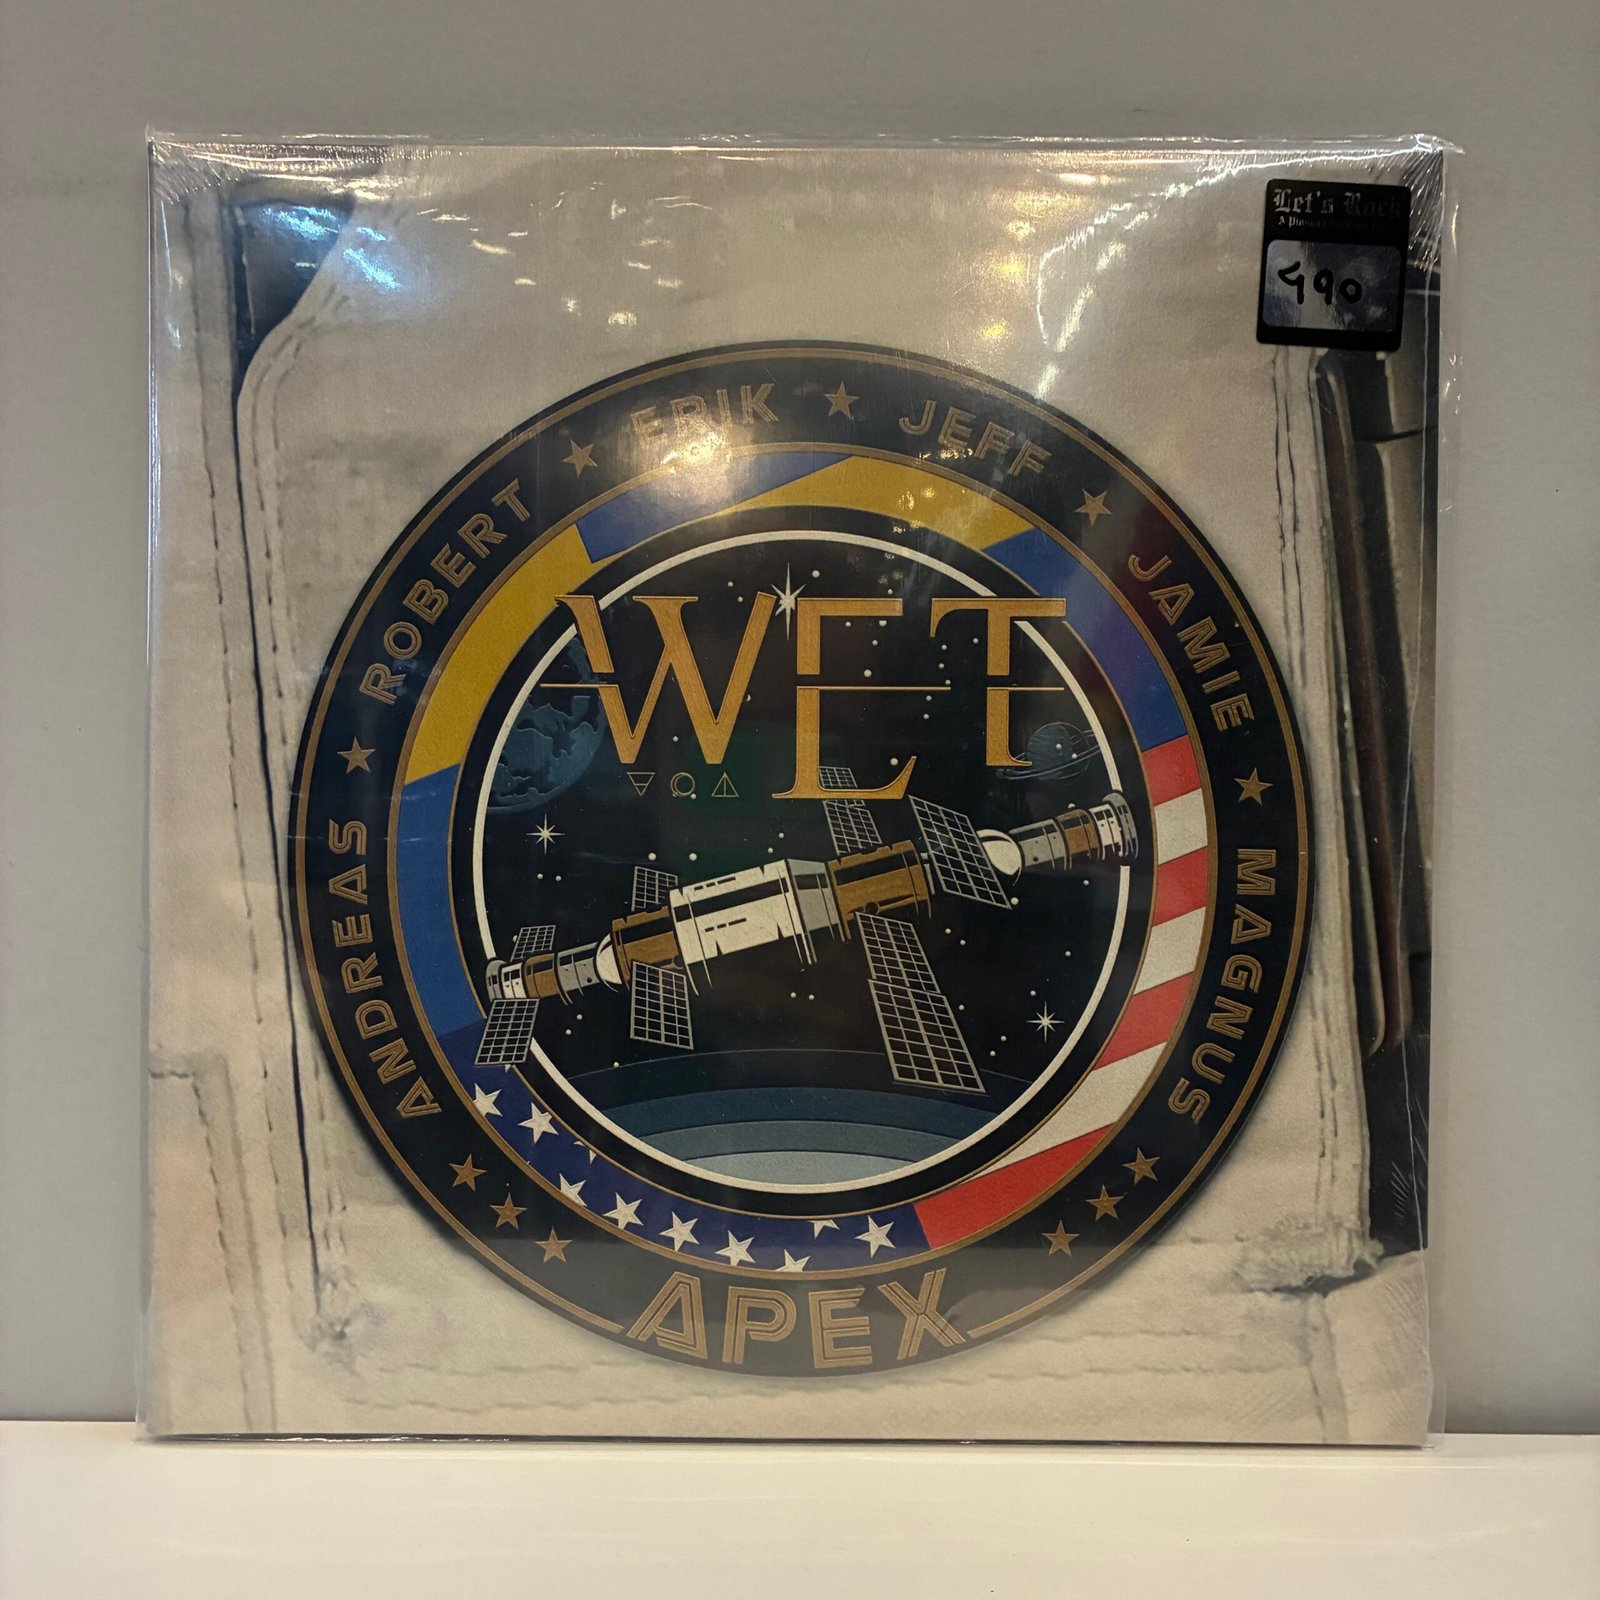 Let's Rock
490
ANDREAS ★ ROBERT ★ ERIK ★ JEFF ★ JAMIE ★ MAGNUS
WET
APEX